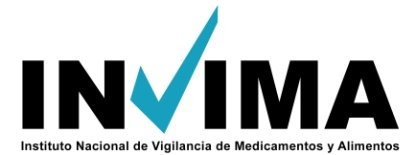 INVIMA
Instituto Nacional de Vigilancia de Medicamentos y Alimentos